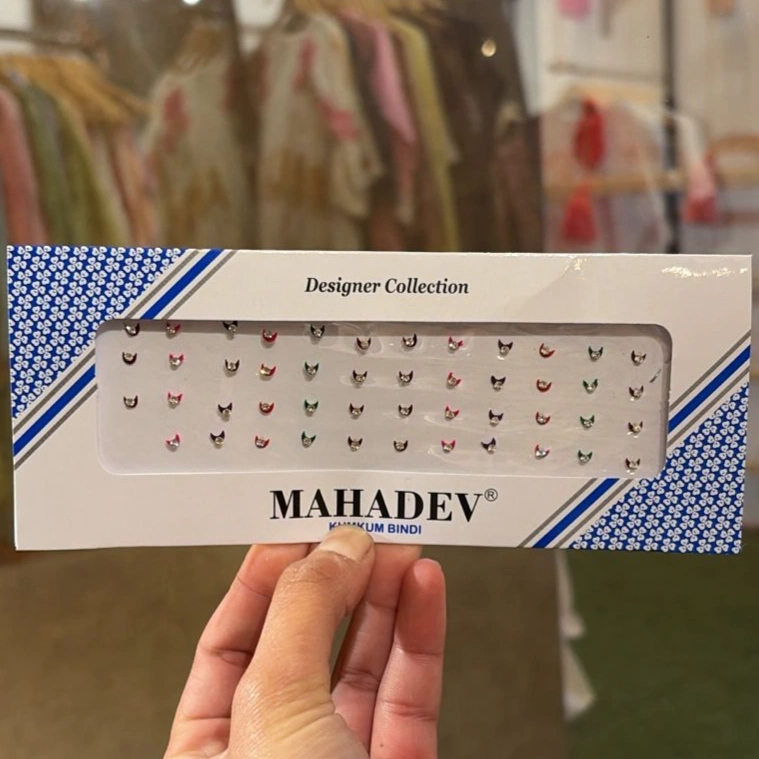 Designer Collection
MAHADEV®
KUMKUM BINDI